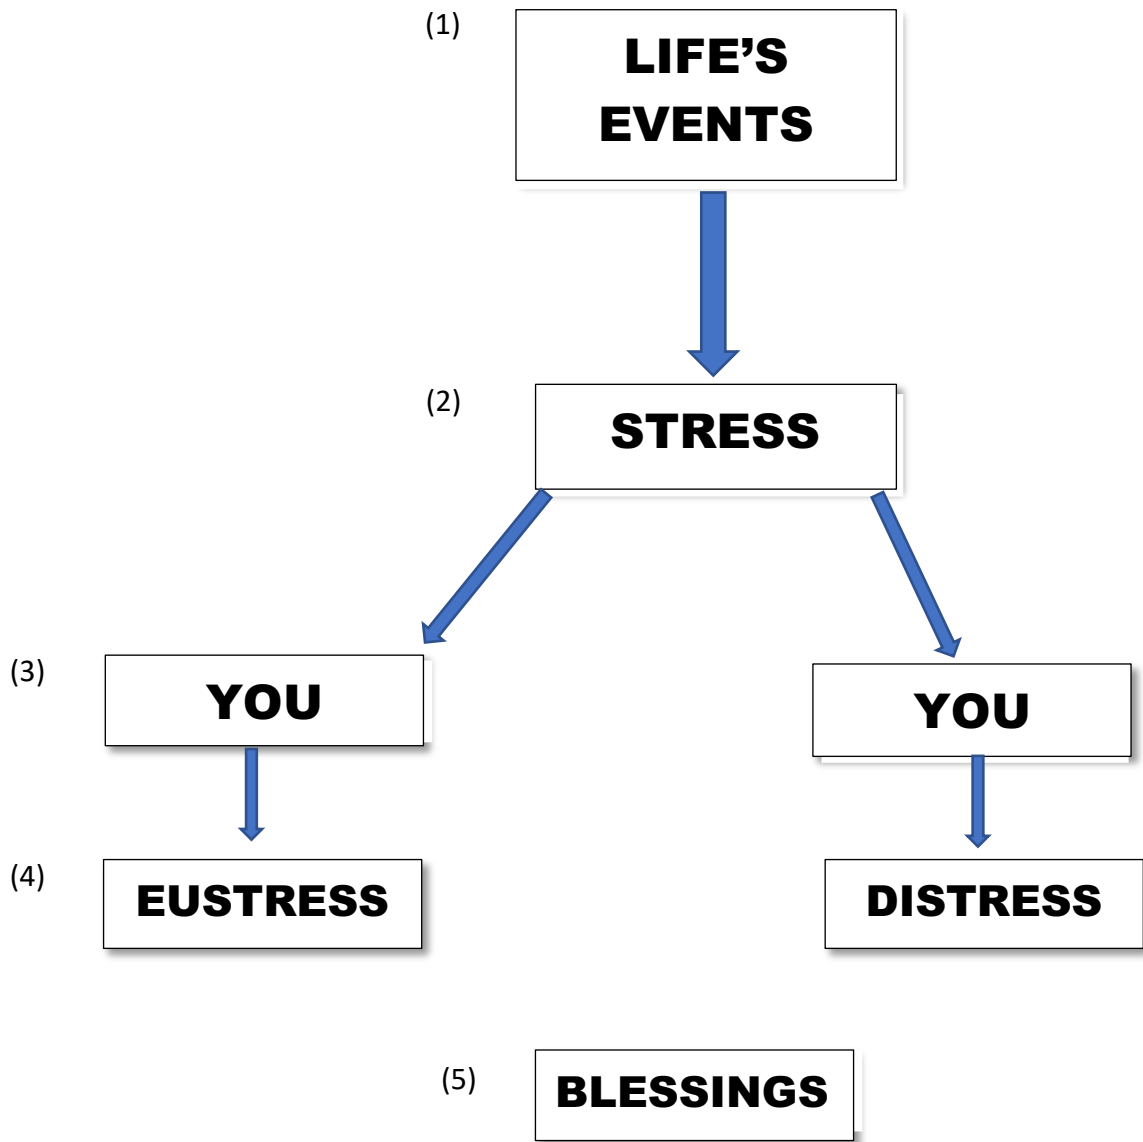 (1)
LIFE’S
EVENTS
(2)
STRESS
(3)
YOU
YOU
(4)
EUSTRESS
DISTRESS
(5)
BLESSINGS